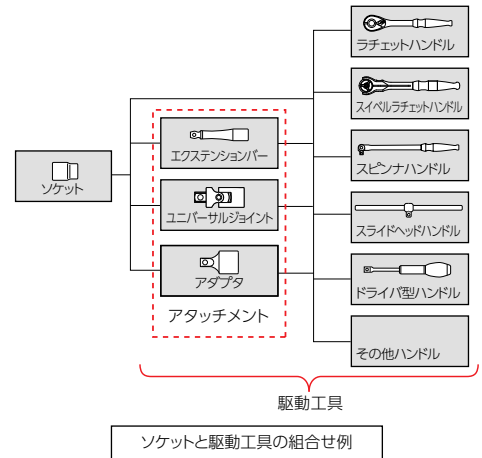 ラチェットハンドル
スイベルラチェットハンドル
エクステンションバー
スピンナハンドル
ソケット
ユニバーサルジョイント
スライドヘッドハンドル
アダプタ
ドライバ型ハンドル
アタッチメント
その他ハンドル
駆動工具
ソケットと駆動工具の組合せ例